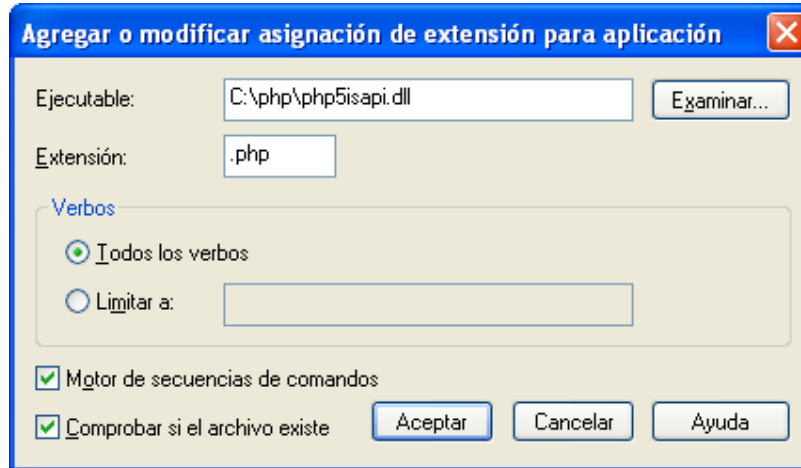 Agregar o modificar asignación de extensión para aplicación
Ejecutable: C:\php\php5isapi.dll Examinar...
Extensión: .php
Verbos
Todos los verbos
Limitar a:
Motor de secuencias de comandos
Comprobar si el archivo existe Aceptar Cancelar Ayuda